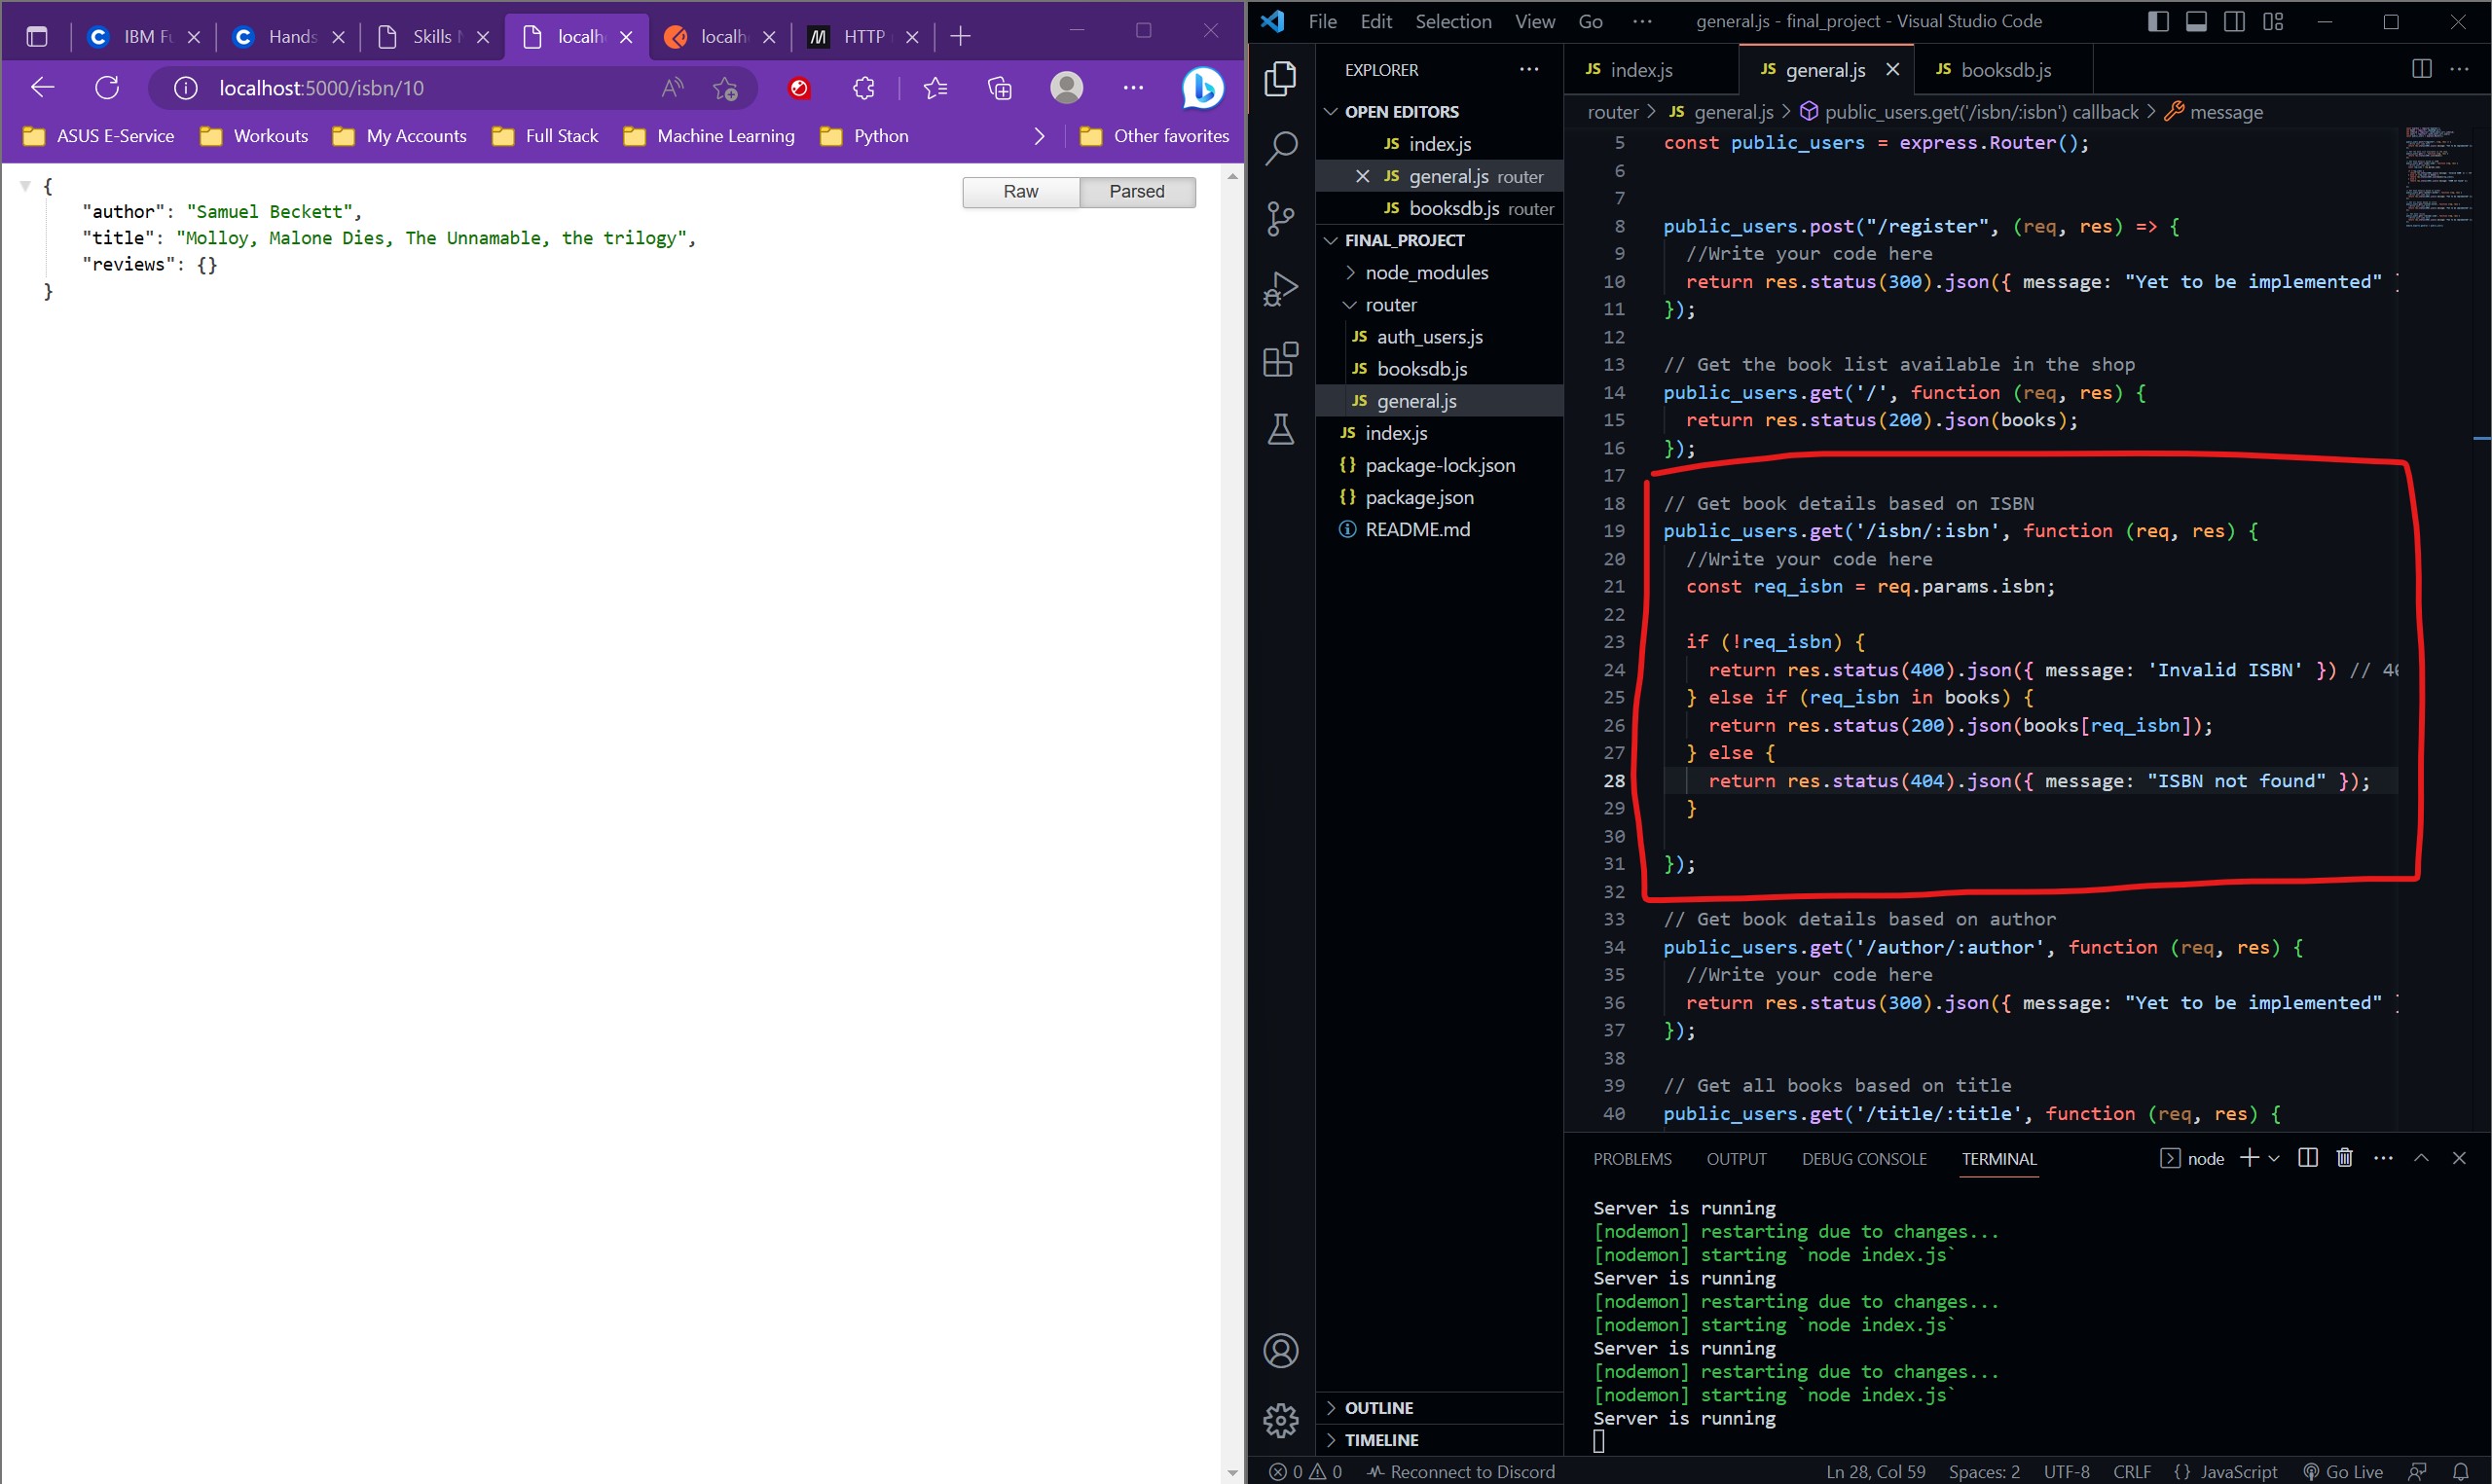 IBM Fu
Hands
Skills N
localh
localh
HTTP
localhost:5000/isbn/10
ASUS E-Service
Workouts
My Accounts
Full Stack
Machine Learning
Python
Other favorites
Raw
Parsed
{
"author": "Samuel Beckett",
"title": "Molloy, Malone Dies, The Unnamable, the trilogy",
"reviews": {}
}
File Edit Selection View Go ···
general.js - final_project - Visual Studio Code
EXPLORER
OPEN EDITORS
JS index.js
JS general.js router
JS booksdb.js router
FINAL_PROJECT
node_modules
router
JS auth_users.js
JS booksdb.js
JS general.js
JS index.js
{} package-lock.json
{} package.json
README.md
OUTLINE
TIMELINE
JS index.js
JS general.js
JS booksdb.js
router > JS general.js > public_users.get('/isbn/:isbn') callback > message
5 const public_users = express.Router();
6
7
8 public_users.post("/register", (req, res) => {
9 //Write your code here
10 return res.status(300).json({ message: "Yet to be implemented" }
11 });
12
13 // Get the book list available in the shop
14 public_users.get('/', function (req, res) {
15 return res.status(200).json(books);
16 });
17
18 // Get book details based on ISBN
19 public_users.get('/isbn/:isbn', function (req, res) {
20 //Write your code here
21 const req_isbn = req.params.isbn;
22
23 if (!req_isbn) {
24 return res.status(400).json({ message: 'Invalid ISBN' }) // 40
25 } else if (req_isbn in books) {
26 return res.status(200).json(books[req_isbn]);
27 } else {
28 return res.status(404).json({ message: "ISBN not found" });
29 }
30
31 });
32
33 // Get book details based on author
34 public_users.get('/author/:author', function (req, res) {
35 //Write your code here
36 return res.status(300).json({ message: "Yet to be implemented" }
37 });
38
39 // Get all books based on title
40 public_users.get('/title/:title', function (req, res) {
PROBLEMS OUTPUT DEBUG CONSOLE TERMINAL
node
Server is running
[nodemon] restarting due to changes...
[nodemon] starting `node index.js`
Server is running
[nodemon] restarting due to changes...
[nodemon] starting `node index.js`
Server is running
[nodemon] restarting due to changes...
[nodemon] starting `node index.js`
Server is running
0 0 Reconnect to Discord
Ln 28, Col 59 Spaces: 2 UTF-8 CRLF {} JavaScript Go Live